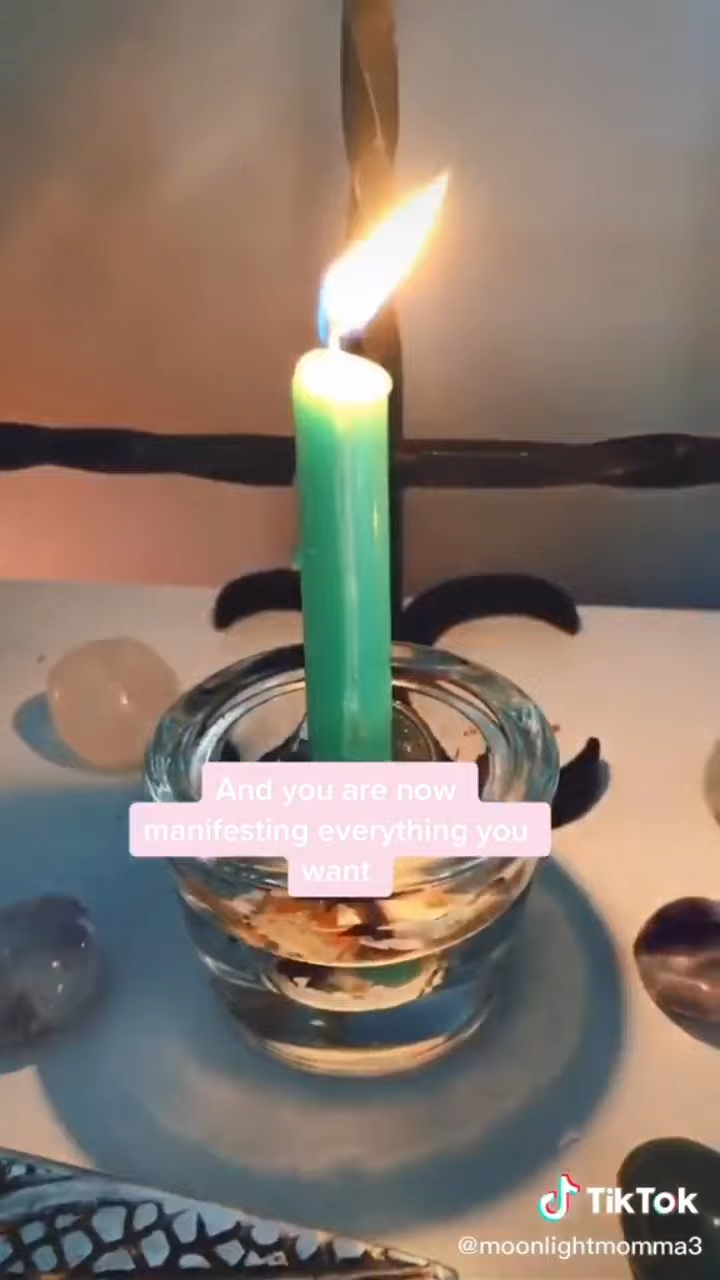 And you are now
manifesting everything you
want
TikTok
@moonlightmomma3